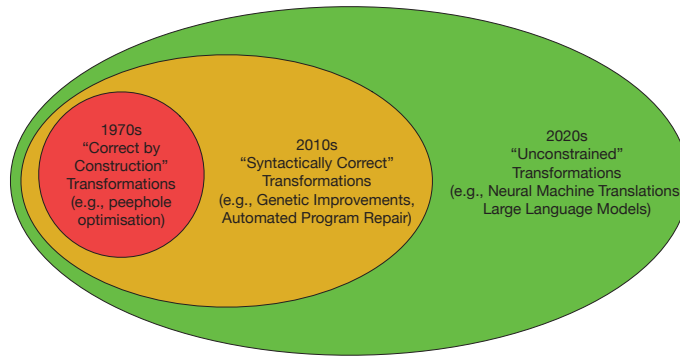 1970s
“Correct by
Construction”
Transformations
(e.g., peephole
optimisation)
2010s
“Syntactically Correct”
Transformations
(e.g., Genetic Improvements,
Automated Program Repair)
2020s
“Unconstrained”
Transformations
(e.g., Neural Machine Translations
Large Language Models)